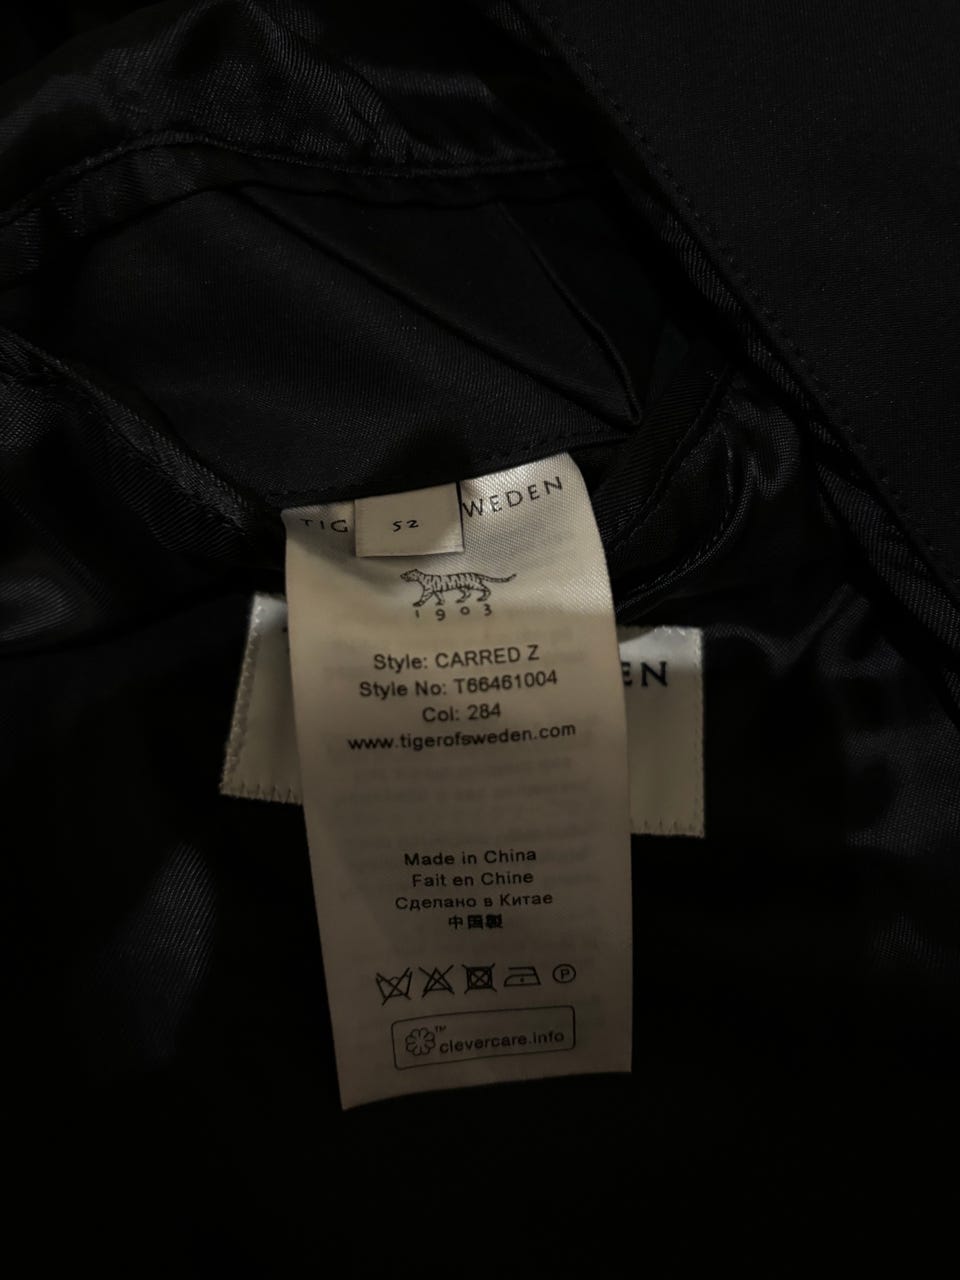 TIG 52 WEDEN
1903
Style: CARRED Z
Style No: T66461004
Col: 284
www.tigerofsweden.com
EN
Made in China
Fait en Chine
Сделано в Китае
中国製
P
™
clevercare.info